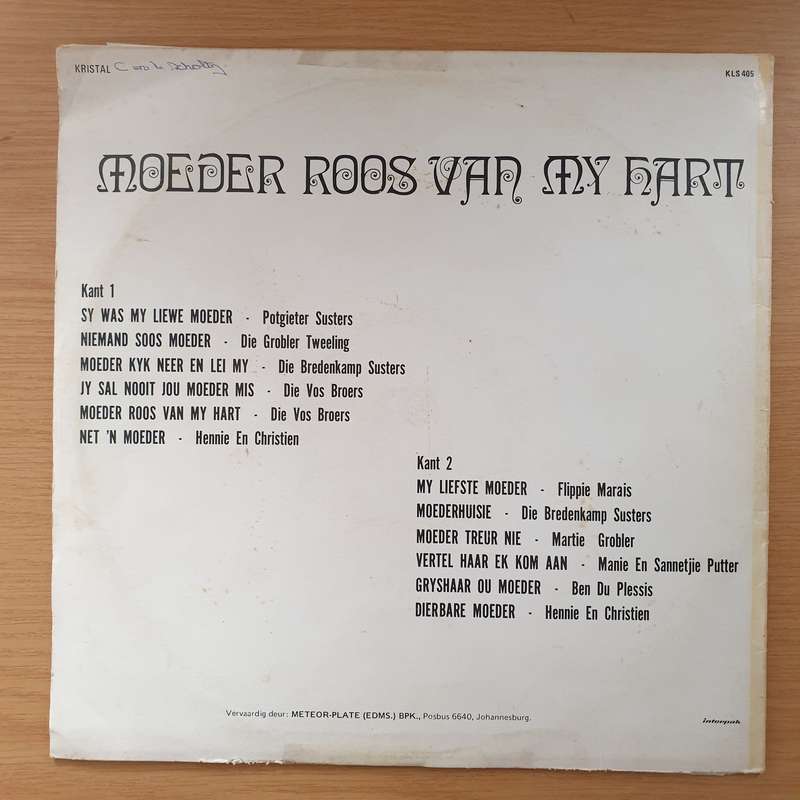 KRISTAL
KLS 405
MOEDER ROOS VAN MY HART
Kant 1
SY WAS MY LIEWE MOEDER - Potgieter Susters
NIEMAND SOOS MOEDER - Die Grobler Tweeling
MOEDER KYK NEER EN LEI MY - Die Bredenkamp Susters
JY SAL NOOIT JOU MOEDER MIS - Die Vos Broers
MOEDER ROOS VAN MY HART - Die Vos Broers
NET 'N MOEDER - Hennie En Christien
Kant 2
MY LIEFSTE MOEDER - Flippie Marais
MOEDERHUISIE - Die Bredenkamp Susters
MOEDER TREUR NIE - Martie Grobler
VERTEL HAAR EK KOM AAN - Manie En Sannetjie Putter
GRYSHAAR OU MOEDER - Ben Du Plessis
DIERBARE MOEDER - Hennie En Christien
Vervaardig deur: METEOR-PLATE (EDMS.) BPK., Posbus 6640, Johannesburg.
interpak